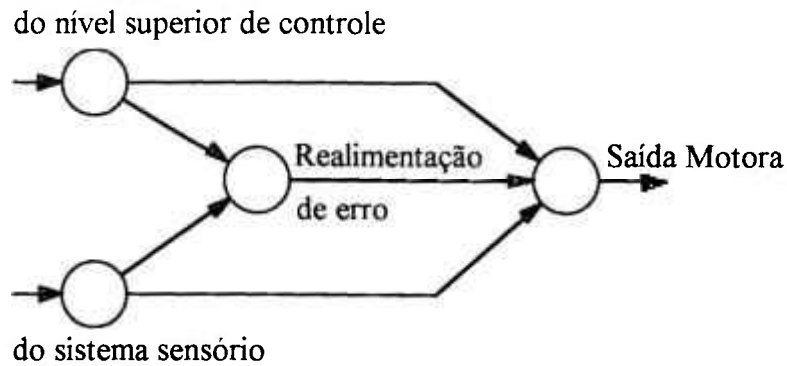 do nível superior de controle
Realimentação
de erro
Saída Motora
do sistema sensório